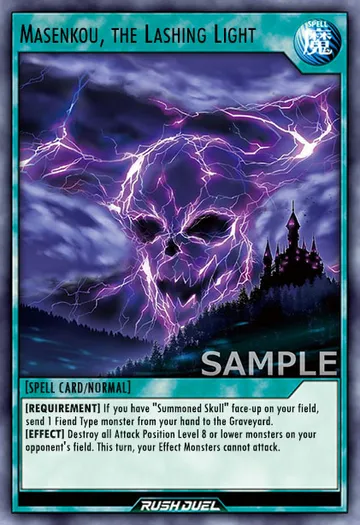 Masenkou, the Lashing Light
SPELL
魔
SAMPLE
[SPELL CARD/NORMAL]
[REQUIREMENT] If you have "Summoned Skull" face-up on your field,
send 1 Fiend Type monster from your hand to the Graveyard.
[EFFECT] Destroy all Attack Position Level 8 or lower monsters on your
opponent's field. This turn, your Effect Monsters cannot attack.
RUSH DUEL